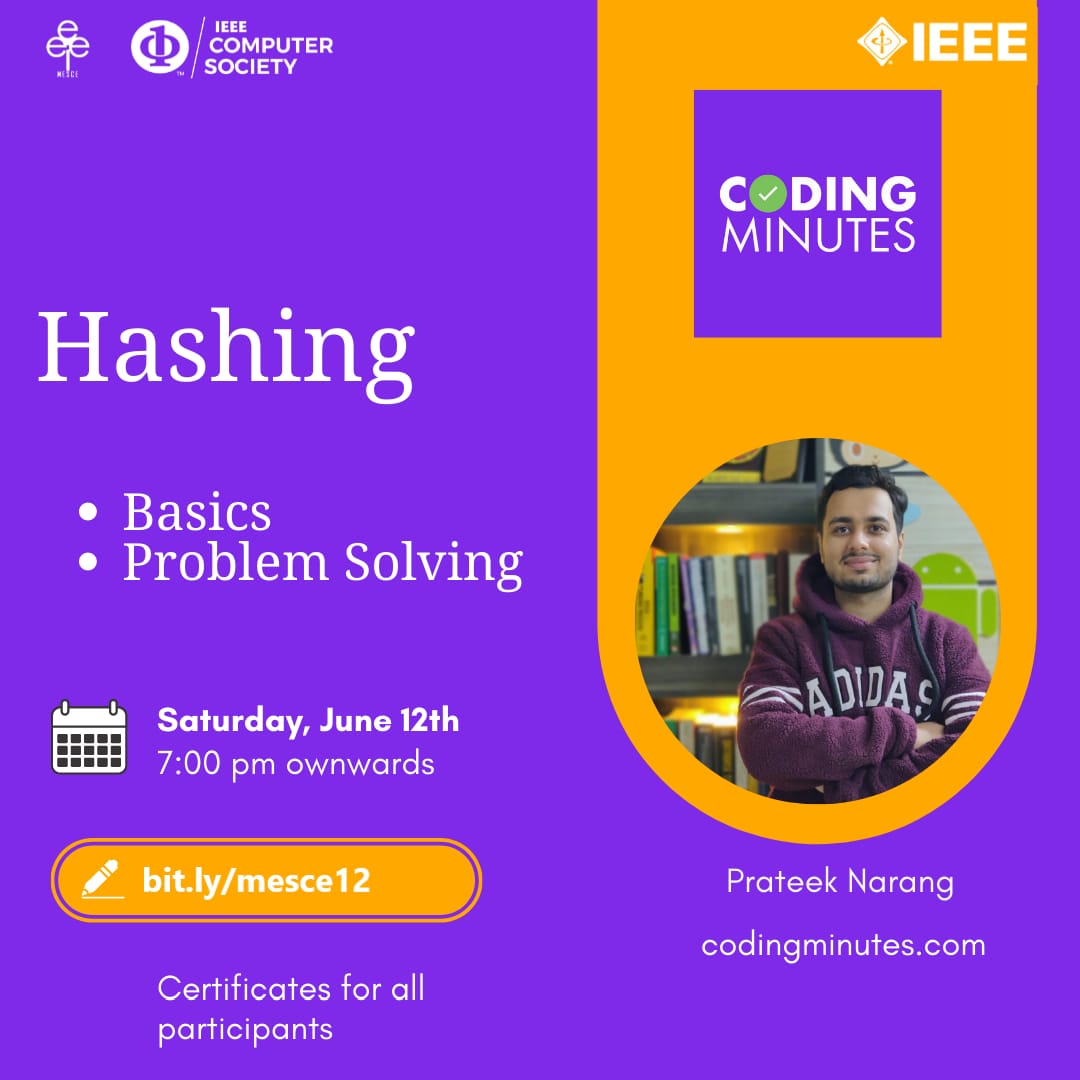 MESCE
IEEE
COMPUTER
SOCIETY
TM
IEEE
CODING
MINUTES
Hashing
• Basics
• Problem Solving
Saturday, June 12th
7:00 pm ownwards
bit.ly/mesce12
Certificates for all
participants
ADIDAS
Prateek Narang
codingminutes.com